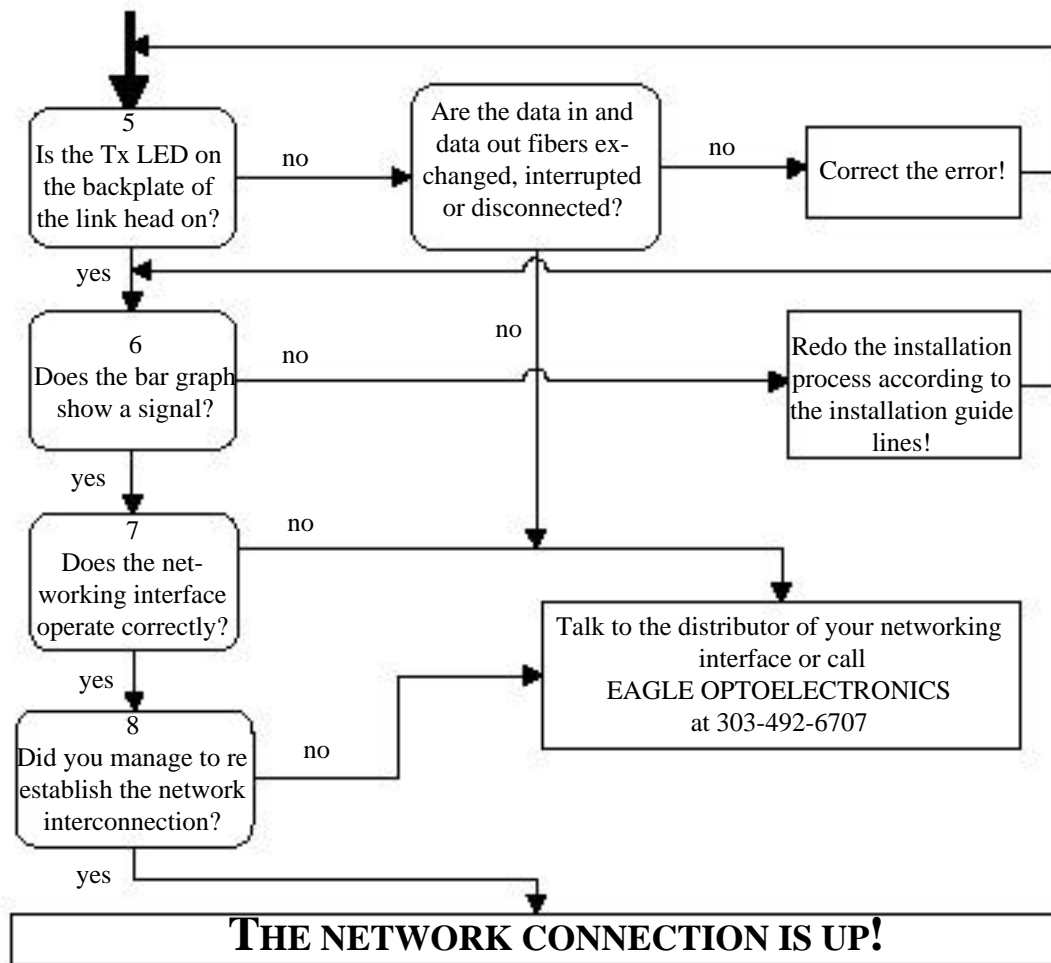 5
Is the Tx LED on
the backplate of
the link head on?
no
Are the data in and
data out fibers ex-
changed, interrupted
or disconnected?
no
Correct the error!
yes
6
Does the bar graph
show a signal?
no
no
Redo the installation
process according to
the installation guide
lines!
yes
7
Does the net-
working interface
operate correctly?
no
Talk to the distributor of your networking
interface or call
EAGLE OPTOELECTRONICS
at 303-492-6707
yes
8
Did you manage to re
establish the network
interconnection?
no
yes
THE NETWORK CONNECTION IS UP!